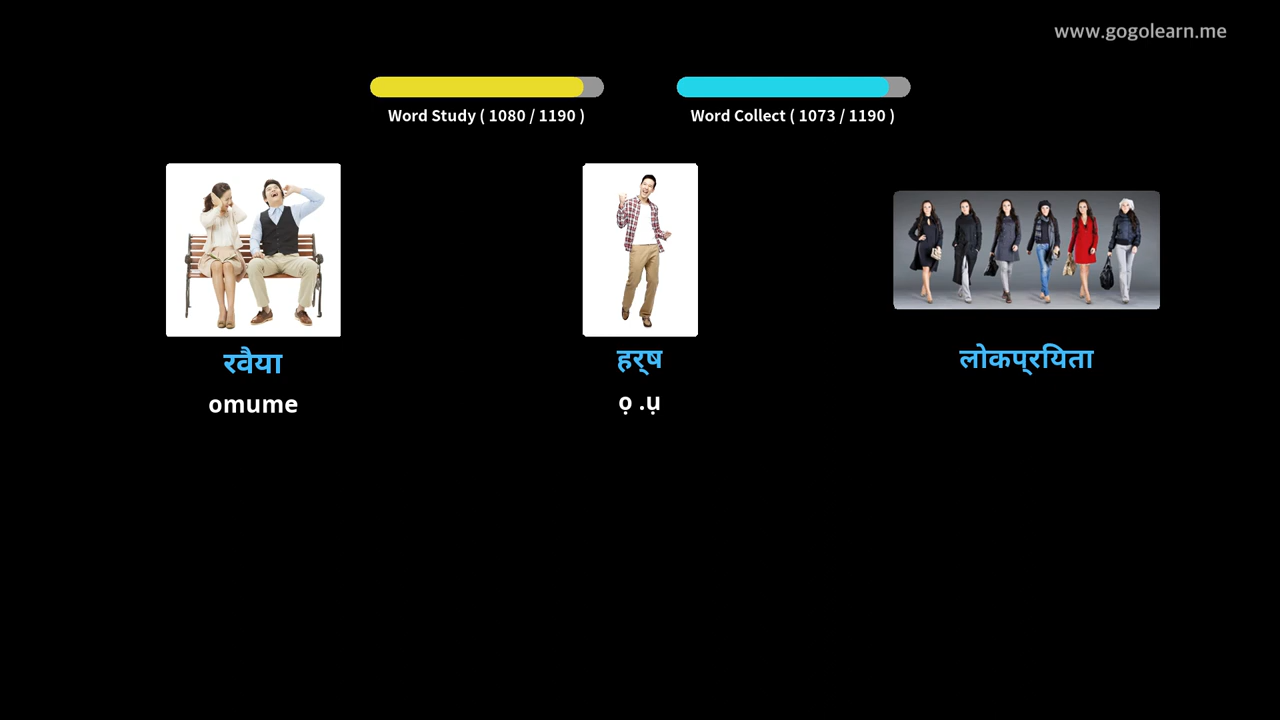 www.gogolearn.me
Word Study ( 1080 / 1190 )
Word Collect ( 1073 / 1190 )
रवैया
हर्ष
लोकप्रियता
omume
ọ .ụ